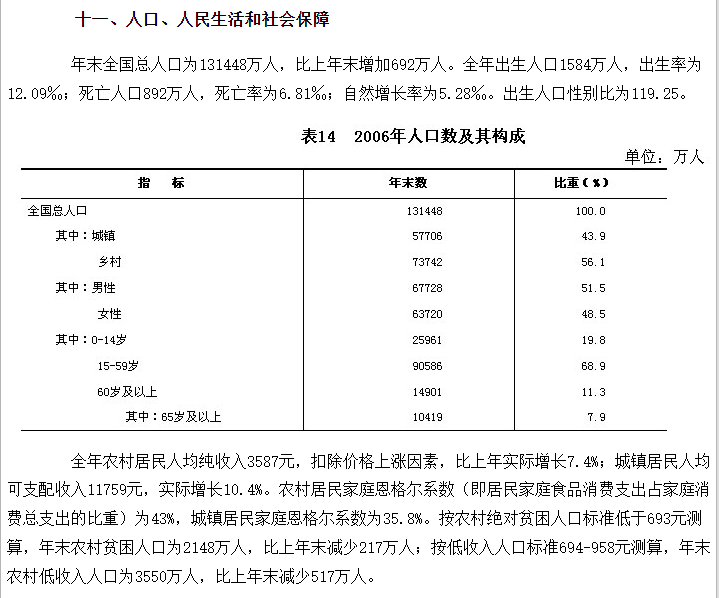 十一、人口、人民生活和社会保障
年末全国总人口为131448万人，比上年末增加692万人。全年出生人口1584万人，出生率为
12.09‰；死亡人口892万人，死亡率为6.81‰；自然增长率为5.28‰。出生人口性别比为119.25。
表14 2006年人口数及其构成
单位：万人
指 标 年末数 比重（%）
全国总人口 131448 100.0
其中：城镇 57706 43.9
乡村 73742 56.1
其中：男性 67728 51.5
女性 63720 48.5
其中：0-14岁 25961 19.8
15-59岁 90586 68.9
60岁及以上 14901 11.3
其中：65岁及以上 10419 7.9
全年农村居民人均纯收入3587元，扣除价格上涨因素，比上年实际增长7.4%；城镇居民人均
可支配收入11759元，实际增长10.4%。农村居民家庭恩格尔系数（即居民家庭食品消费支出占家庭消
费总支出的比重）为43%，城镇居民家庭恩格尔系数为35.8%。按农村绝对贫困人口标准低于693元测
算，年末农村贫困人口为2148万人，比上年末减少217万人；按低收入人口标准694-958元测算，年末
农村低收入人口为3550万人，比上年末减少517万人。